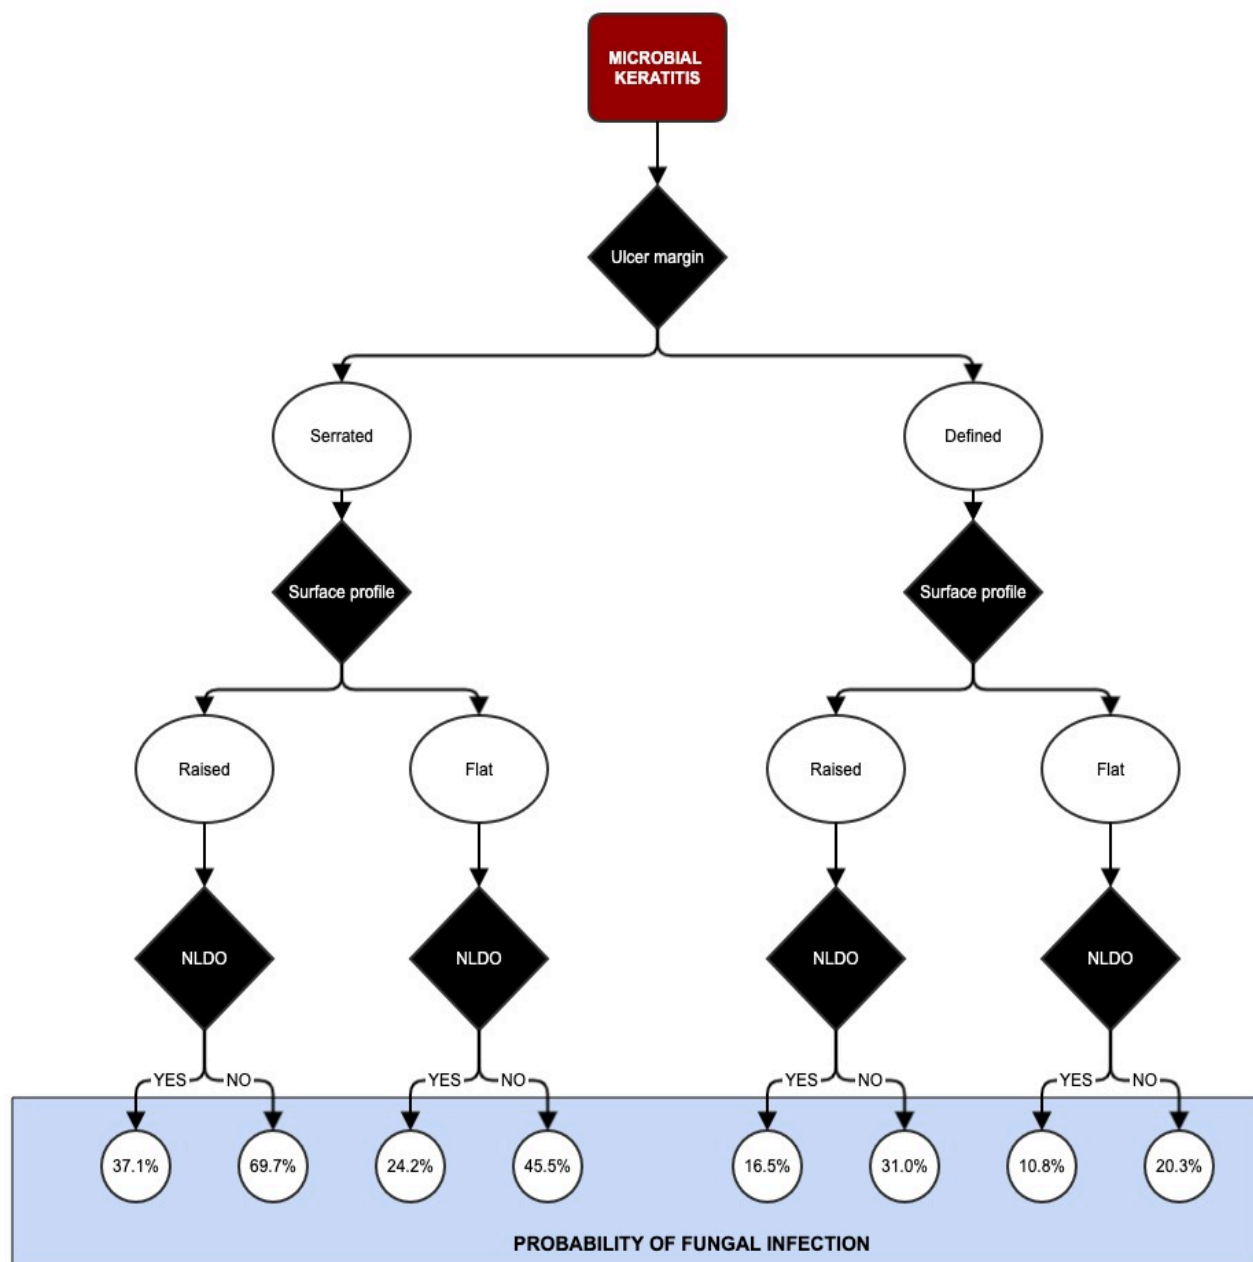 MICROBIAL
KERATITIS
Ulcer margin
Serrated
Defined
Surface profile
Surface profile
Raised
Flat
Raised
Flat
NLDO
NLDO
NLDO
NLDO
YES
NO
YES
NO
YES
NO
YES
NO
37.1%
69.7%
24.2%
45.5%
16.5%
31.0%
10.8%
20.3%
PROBABILITY OF FUNGAL INFECTION